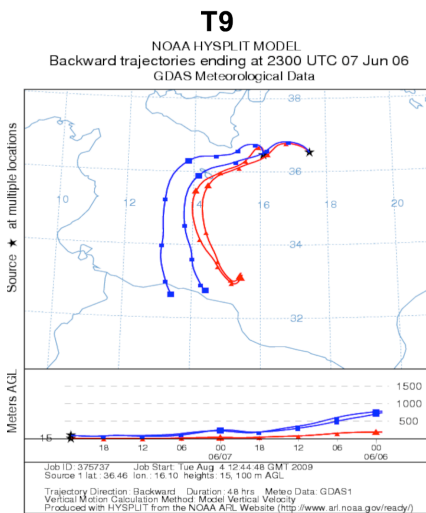 T9
NOAA HYSPLIT MODEL
Backward trajectories ending at 2300 UTC 07 Jun 06
GDAS Meteorological Data
Source ★ at multiple locations
38
36
10 12 14 16 18 20
34
32
Meters AGL
1500
1000
500
15
18 12 06 00 18 12 06 00
06/07 06/06
Job ID: 375737 Job Start: Tue Aug 4 12:44:48 GMT 2009
Source 1 lat.: 36.46 lon.: 16.10 heights: 15, 100 m AGL
Trajectory Direction: Backward Duration: 48 hrs Meteo Data: GDAS1
Vertical Motion Calculation Method: Model Vertical Velocity
Produced with HYSPLIT from the NOAA ARL Website (http://www.arl.noaa.gov/ready/)